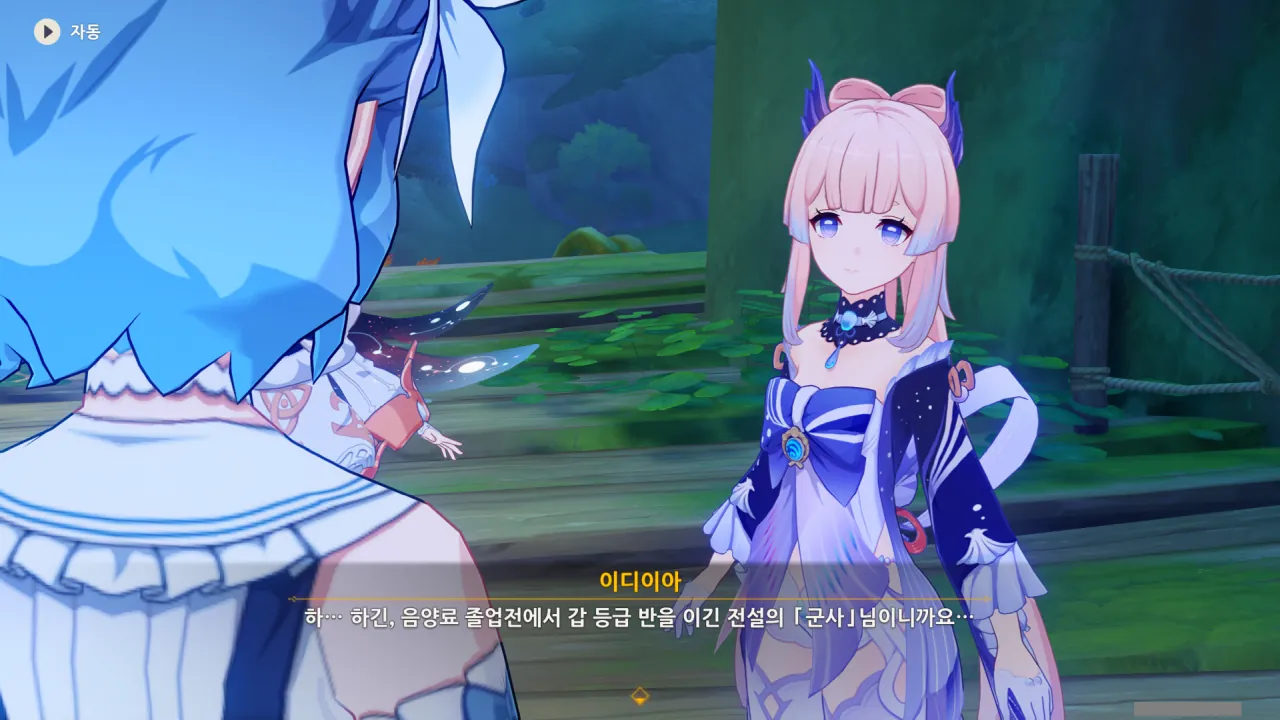 자동
이디이아
하… 하긴, 음양료 졸업전에서 갑 등급 반을 이긴 전설의 「군사」님이니까요…